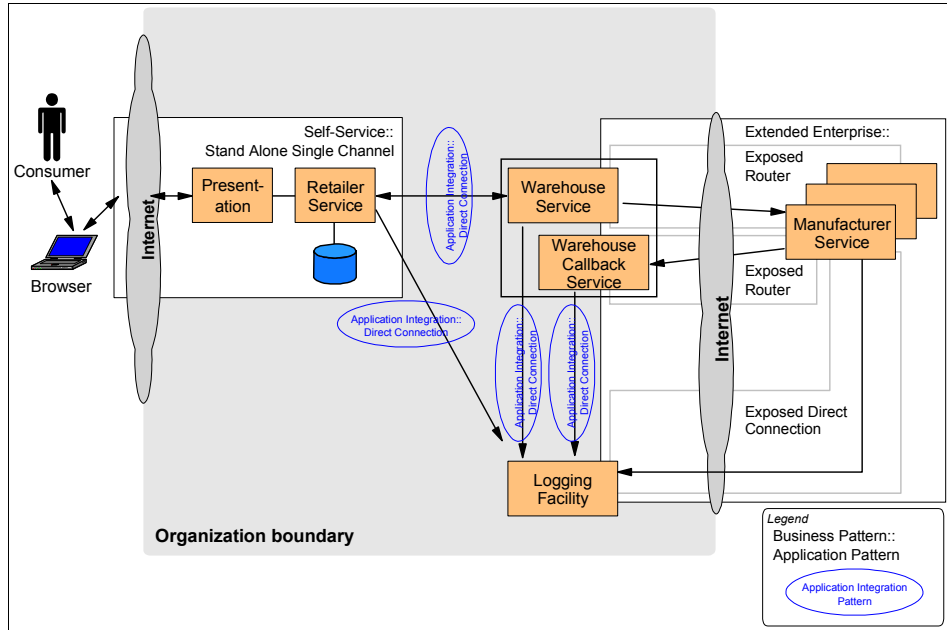 Consumer
Browser
Internet
Self-Service::
Stand Alone Single Channel
Present-
ation
Retailer
Service
Application Integration::
Direct Connection
Application Integration::
Direct Connection
Warehouse
Service
Warehouse
Callback
Service
Application Integration::
Direct Connection
Application Integration::
Direct Connection
Logging
Facility
Internet
Extended Enterprise::
Exposed
Router
Manufacturer
Service
Exposed
Router
Exposed Direct
Connection
Organization boundary
Legend
Business Pattern::
Application Pattern
Application Integration
Pattern